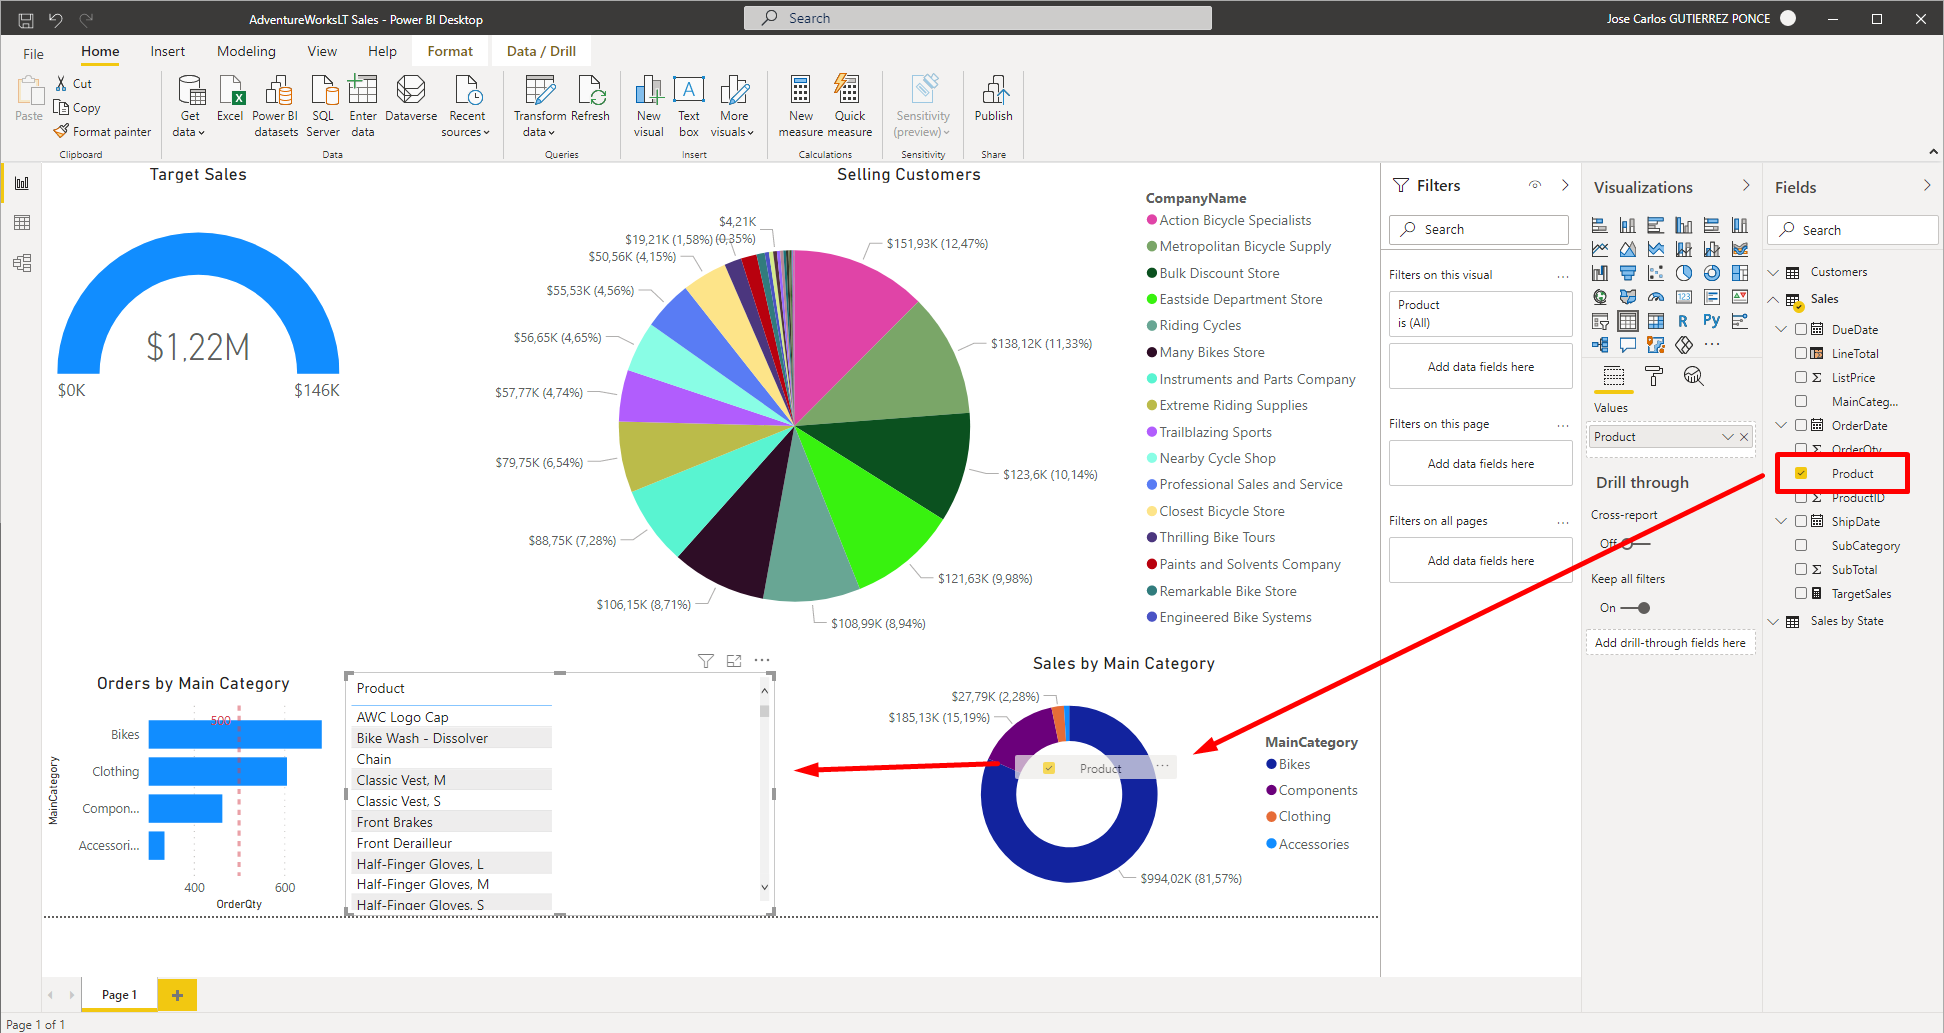 AdventureWorksLT Sales - Power BI Desktop
Search
Jose Carlos GUTIERREZ PONCE
File
Home
Insert
Modeling
View
Help
Format
Data / Drill
Paste
Cut
Copy
Format painter
Clipboard
Get data
Excel
Power BI datasets
SQL Server
Enter data
Dataverse
Recent sources
Data
Transform data
Refresh
Queries
New visual
Text box
More visuals
Insert
New measure
Quick measure
Calculations
Sensitivity (preview)
Sensitivity
Publish
Share
Target Sales
$1,22M
$0K
$146K
Selling Customers
$4,21K
(0,35%)
$19,21K (1,58%)
$50,56K (4,15%)
$55,53K (4,56%)
$56,65K (4,65%)
$57,77K (4,74%)
$79,75K (6,54%)
$88,75K (7,28%)
$106,15K (8,71%)
$108,99K (8,94%)
$121,63K (9,98%)
$123,6K (10,14%)
$138,12K (11,33%)
$151,93K (12,47%)
CompanyName
Action Bicycle Specialists
Metropolitan Bicycle Supply
Bulk Discount Store
Eastside Department Store
Riding Cycles
Many Bikes Store
Instruments and Parts Company
Extreme Riding Supplies
Trailblazing Sports
Nearby Cycle Shop
Professional Sales and Service
Closest Bicycle Store
Thrilling Bike Tours
Paints and Solvents Company
Remarkable Bike Store
Engineered Bike Systems
Orders by Main Category
MainCategory
500
Bikes
Clothing
Compon...
Accessori...
400
600
OrderQty
Product
AWC Logo Cap
Bike Wash - Dissolver
Chain
Classic Vest, M
Classic Vest, S
Front Brakes
Front Derailleur
Half-Finger Gloves, L
Half-Finger Gloves, M
Half-Finger Gloves, S
Sales by Main Category
$27,79K (2,28%)
$185,13K (15,19%)
Product
$994,02K (81,57%)
MainCategory
Bikes
Components
Clothing
Accessories
Filters
Search
Filters on this visual
Product
is (All)
Add data fields here
Filters on this page
Add data fields here
Filters on all pages
Add data fields here
Visualizations
123
R
Py
Values
Product
Drill through
Cross-report
Off
Keep all filters
On
Add drill-through fields here
Fields
Search
Customers
Sales
DueDate
LineTotal
ListPrice
MainCateg...
OrderDate
OrderQty
Product
ProductID
ShipDate
SubCategory
SubTotal
TargetSales
Sales by State
Page 1
Page 1 of 1